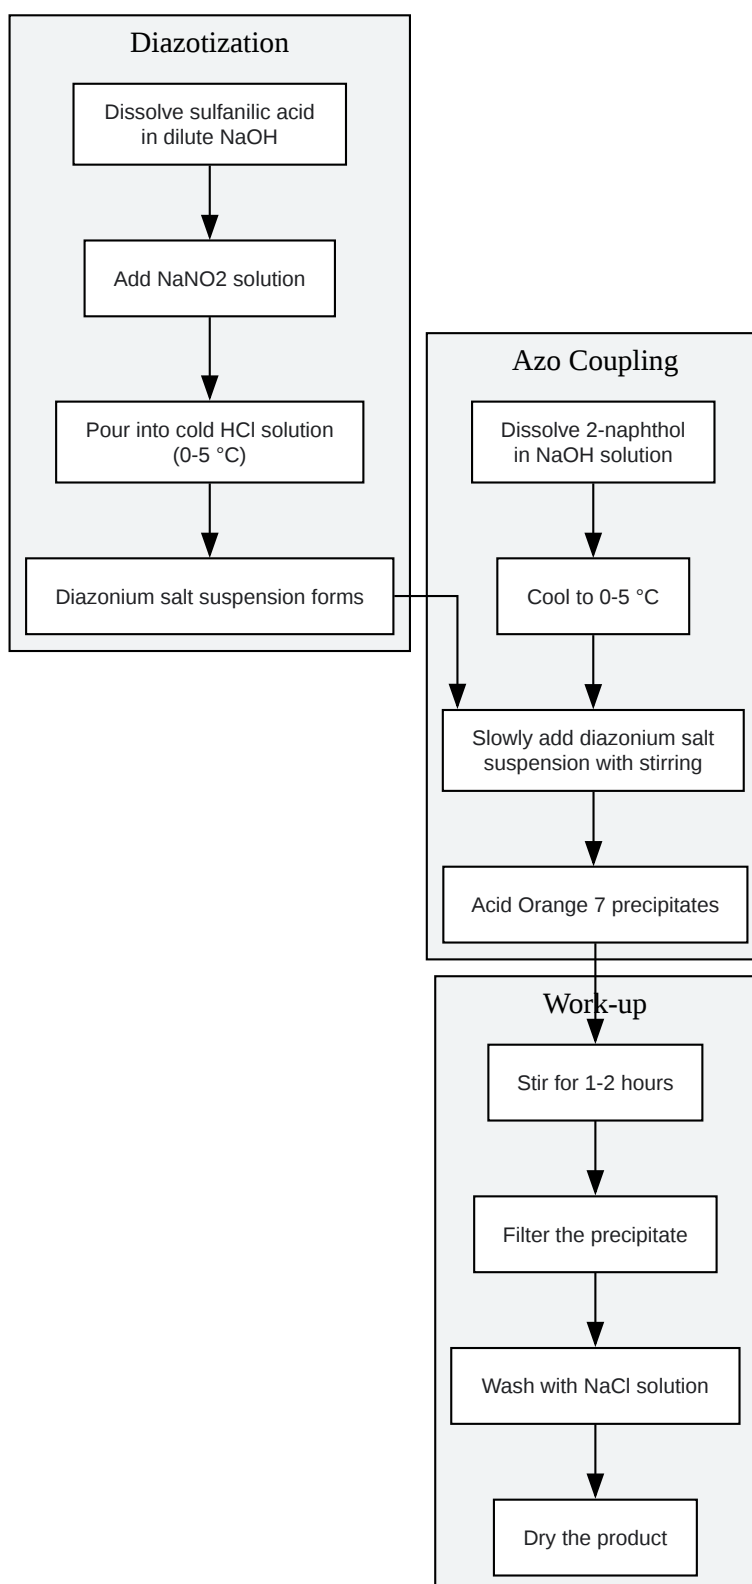 Diazotization
Dissolve sulfanilic acid
in dilute NaOH
Add NaNO2 solution
Pour into cold HCl solution
(0-5 °C)
Diazonium salt suspension forms
Azo Coupling
Dissolve 2-naphthol
in NaOH solution
Cool to 0-5 °C
Slowly add diazonium salt
suspension with stirring
Acid Orange 7 precipitates
Work-up
Stir for 1-2 hours
Filter the precipitate
Wash with NaCl solution
Dry the product